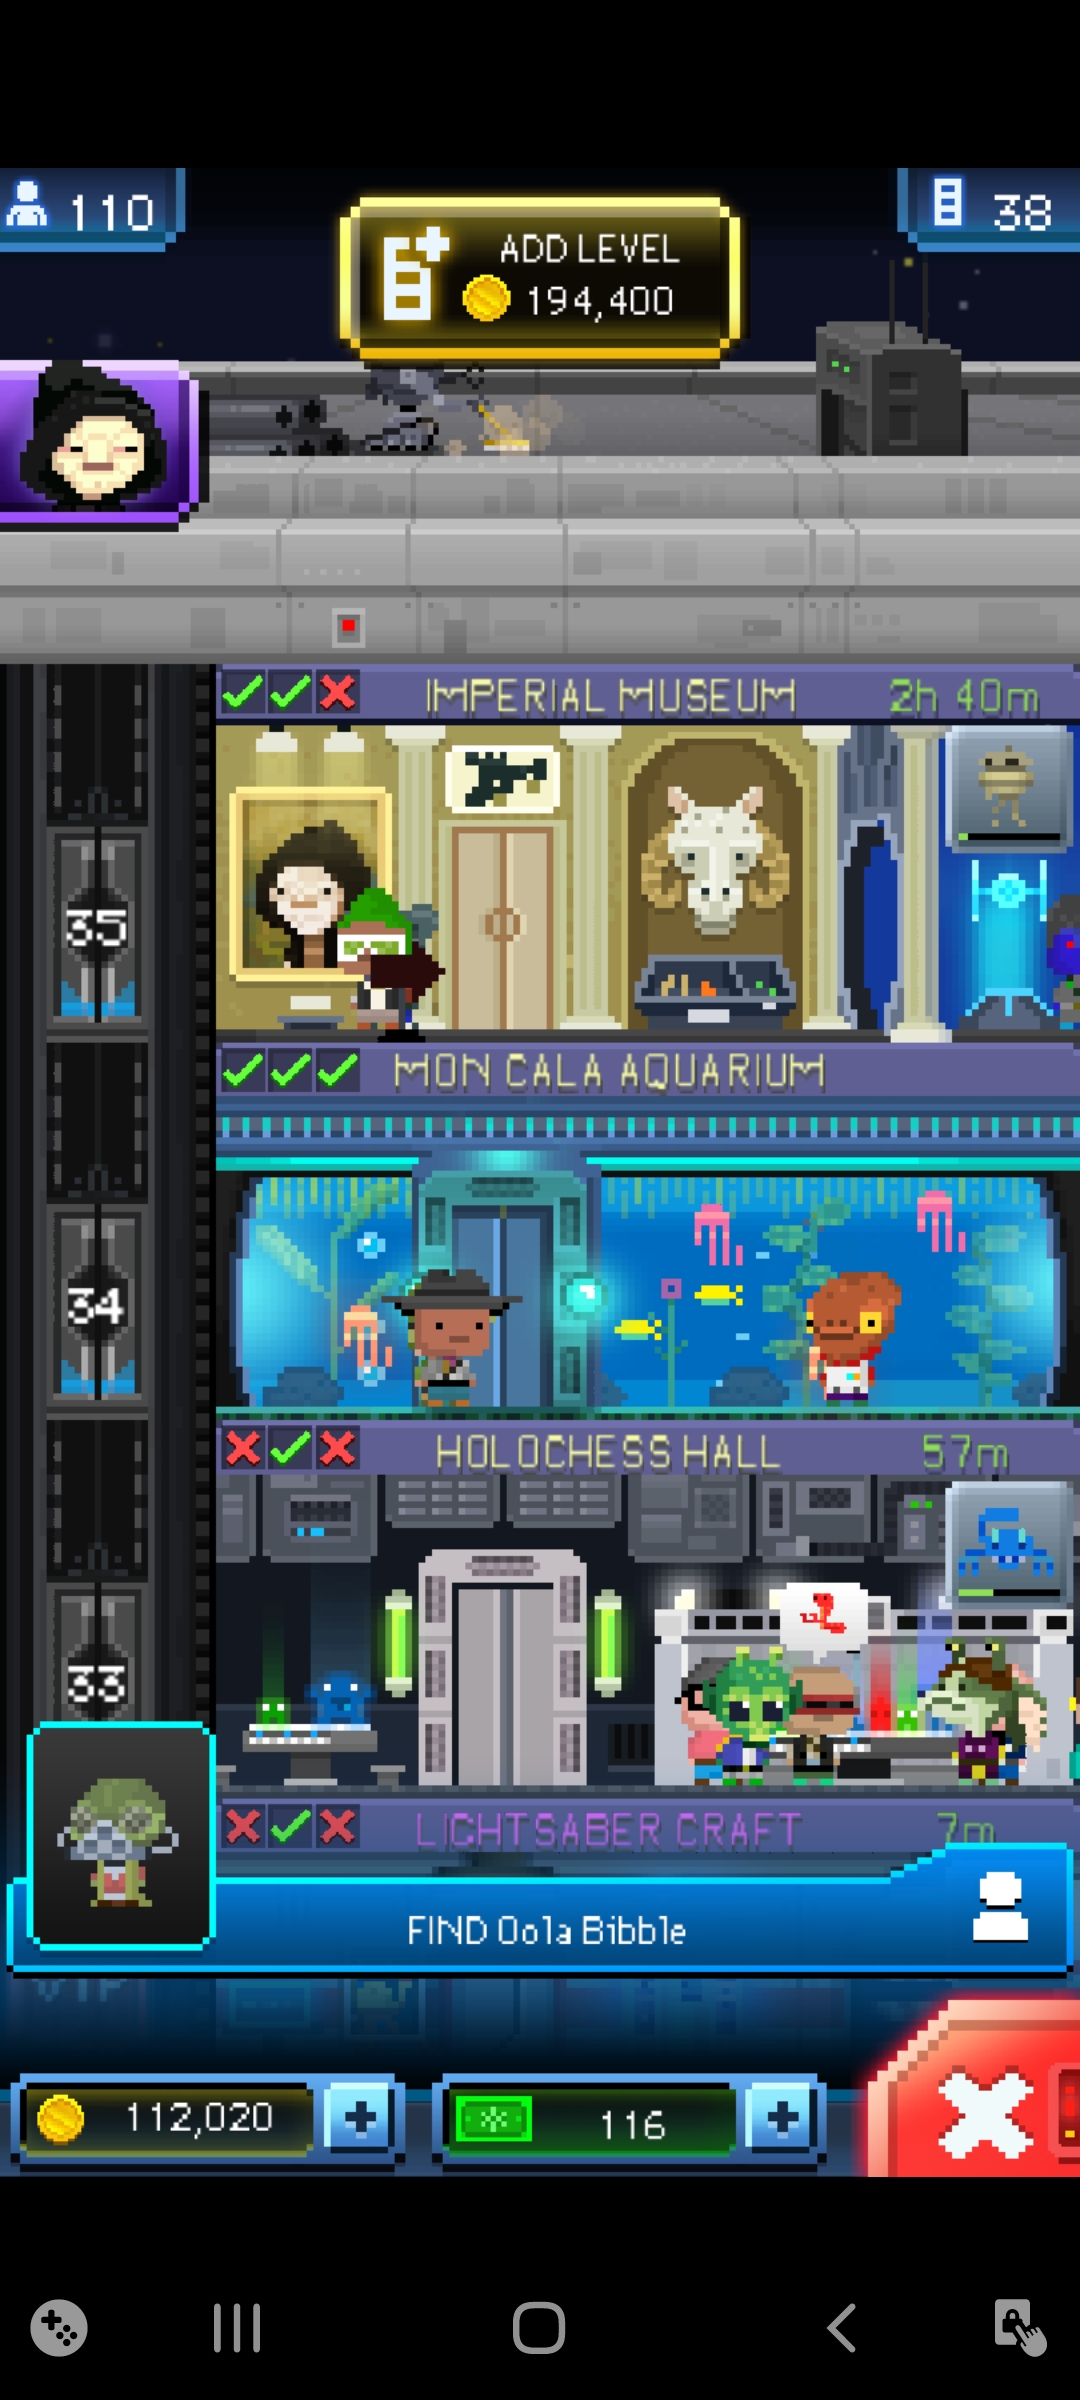 110
ADD LEVEL
194,400
38
IMPERIAL MUSEUM 2h 40m
35
MON CALA AQUARIUM
34
HOLOCHESS HALL 57m
33
LIGHTSABER CRAFT 7m
FIND Oola Bibble
VIP
112,020
116